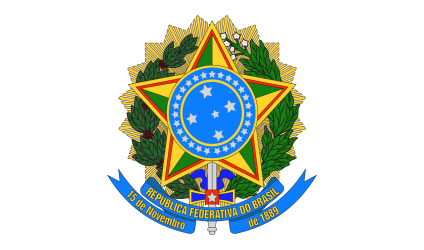 REPÚBLICA FEDERATIVA DO BRASIL
15 de Novembro
de 1889